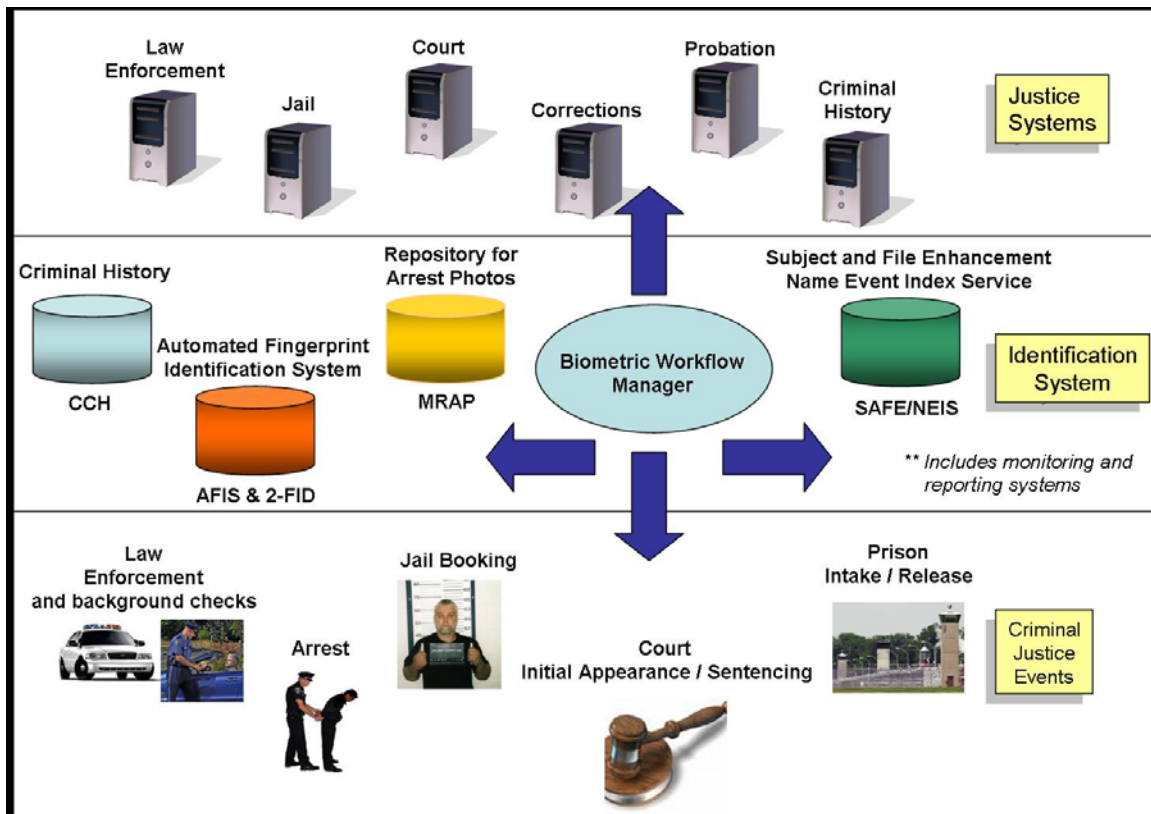 Law
Enforcement
Jail
Court
Corrections
Probation
Criminal
History
Justice
Systems
Criminal History
CCH
Automated Fingerprint
Identification System
AFIS & 2-FID
Repository for
Arrest Photos
MRAP
Biometric Workflow
Manager
Subject and File Enhancement
Name Event Index Service
SAFE/NEIS
Identification
System
** Includes monitoring and
reporting systems
Law
Enforcement
and background checks
Arrest
Jail Booking
Court
Initial Appearance / Sentencing
Prison
Intake / Release
Criminal
Justice
Events